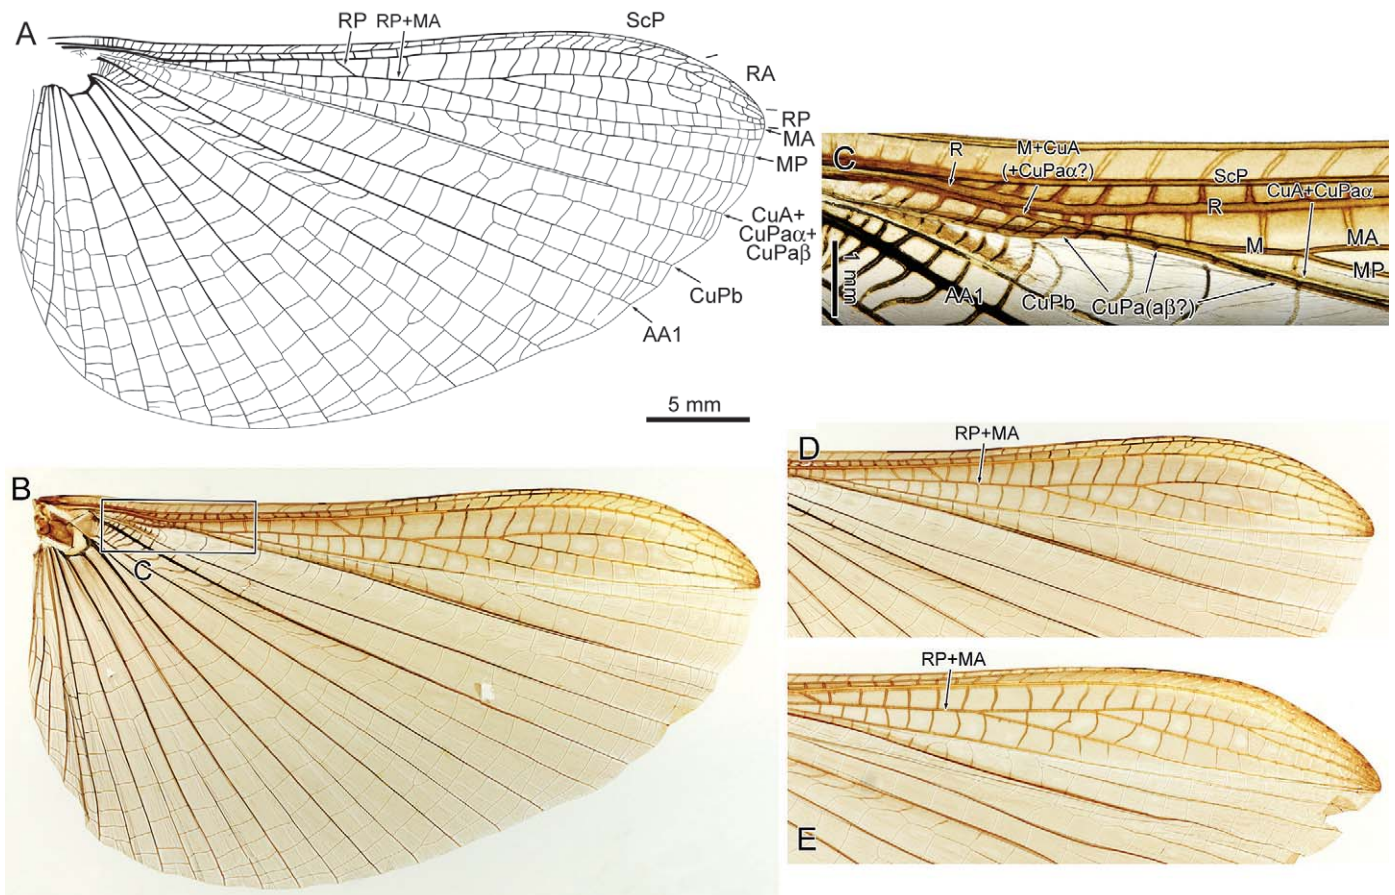 A
RP
RP+MA
ScP
RA
RP
MA
MP
CuA+
CuPaα+
CuPaβ
CuPb
AA1
5 mm
C
R
M+CuA
(+CuPaα?)
ScP
CuA+CuPaα
R
M
MA
MP
1 mm
AA1
CuPb
CuPa(aβ?)
B
C
D
RP+MA
RP+MA
E